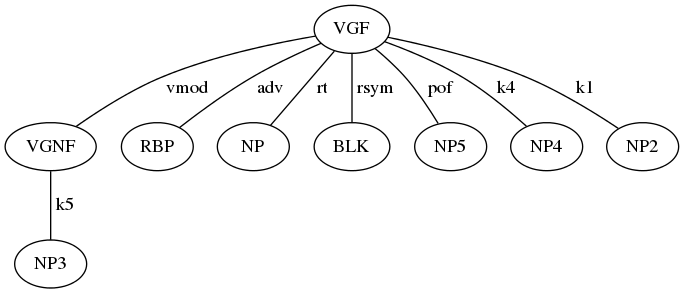 VGF
vmod adv rt rsym pof k4 k1
VGNF RBP NP BLK NP5 NP4 NP2
k5
NP3